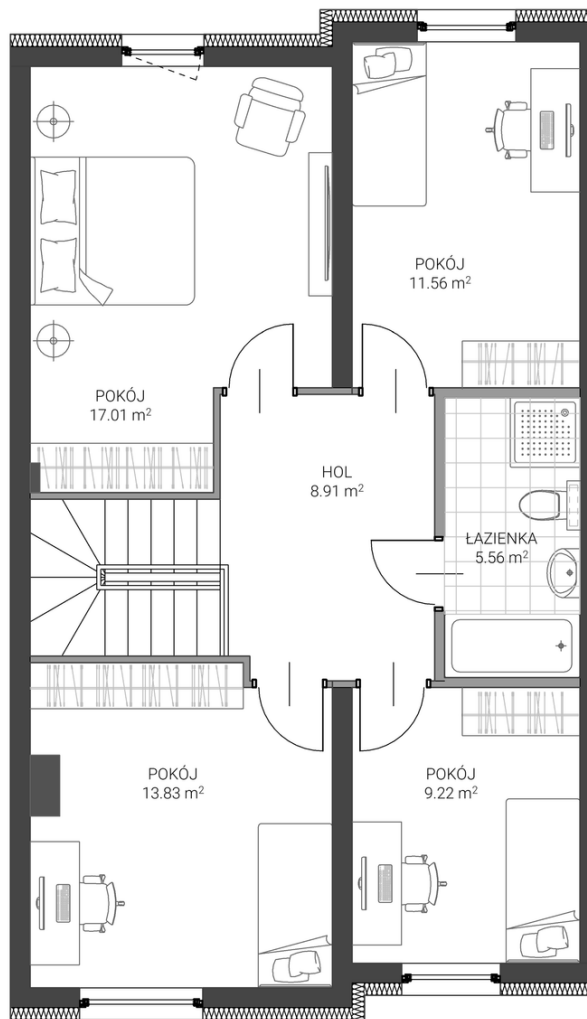 POKÓJ
11.56 m²
POKÓJ
17.01 m²
HOL
8.91 m²
ŁAZIENKA
5.56 m²
POKÓJ
13.83 m²
POKÓJ
9.22 m²